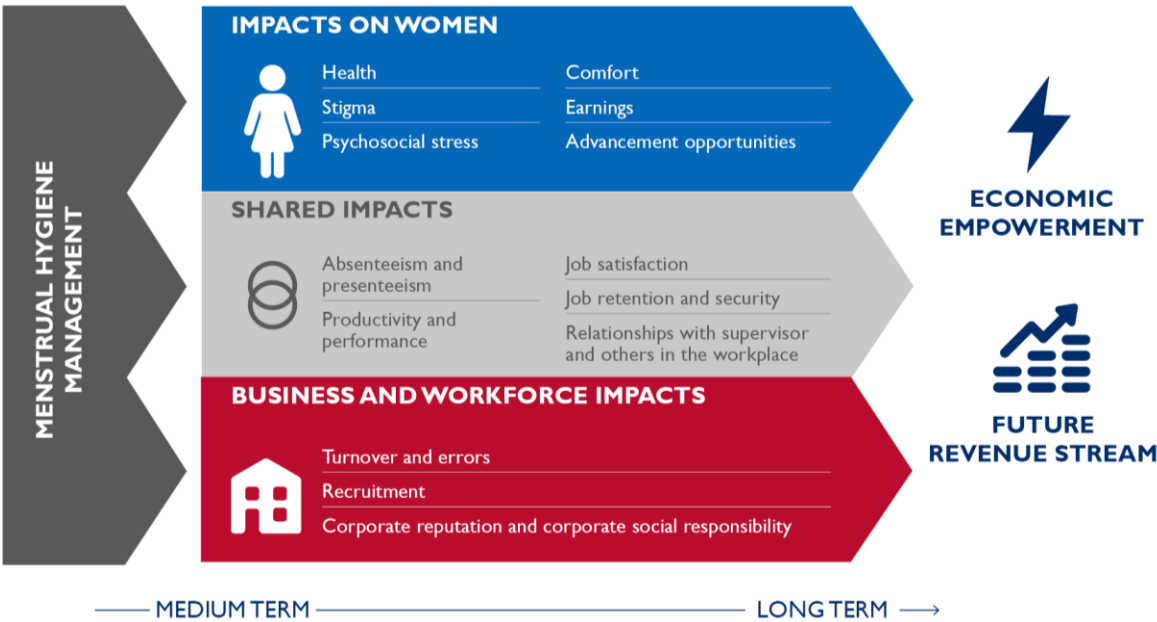 MENSTRUAL HYGIENE
MANAGEMENT
IMPACTS ON WOMEN
Health
Stigma
Psychosocial stress
Comfort
Earnings
Advancement opportunities
SHARED IMPACTS
Absenteeism and
presenteeism
Productivity and
performance
Job satisfaction
Job retention and security
Relationships with supervisor
and others in the workplace
BUSINESS AND WORKFORCE IMPACTS
Turnover and errors
Recruitment
Corporate reputation and corporate social responsibility
ECONOMIC
EMPOWERMENT
FUTURE
REVENUE STREAM
MEDIUM TERM
LONG TERM